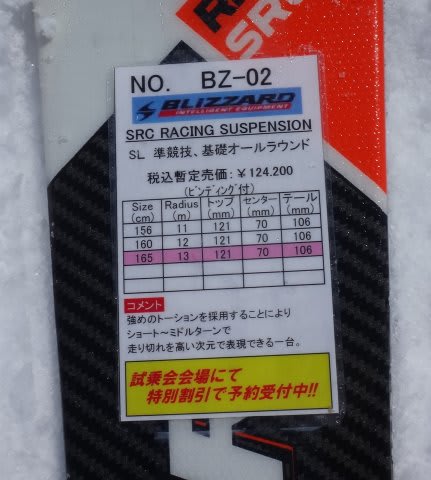 SRC
NO. BZ-02
BLIZZARD
INTELLIGENT EQUIPMENT
SRC RACING SUSPENSION
SL 準競技、基礎オールラウンド
税込暫定売価：￥124.200
(ビンディング付)
Size (cm) Radius (m) トップ (mm) センター (mm) テール (mm)
156 11 121 70 106
160 12 121 70 106
165 13 121 70 106
コメント
強めのトーションを採用することにより
ショート～ミドルターンで
走り切れを高い次元で表現できる一台。
試乗会会場にて
特別割引で予約受付中!!